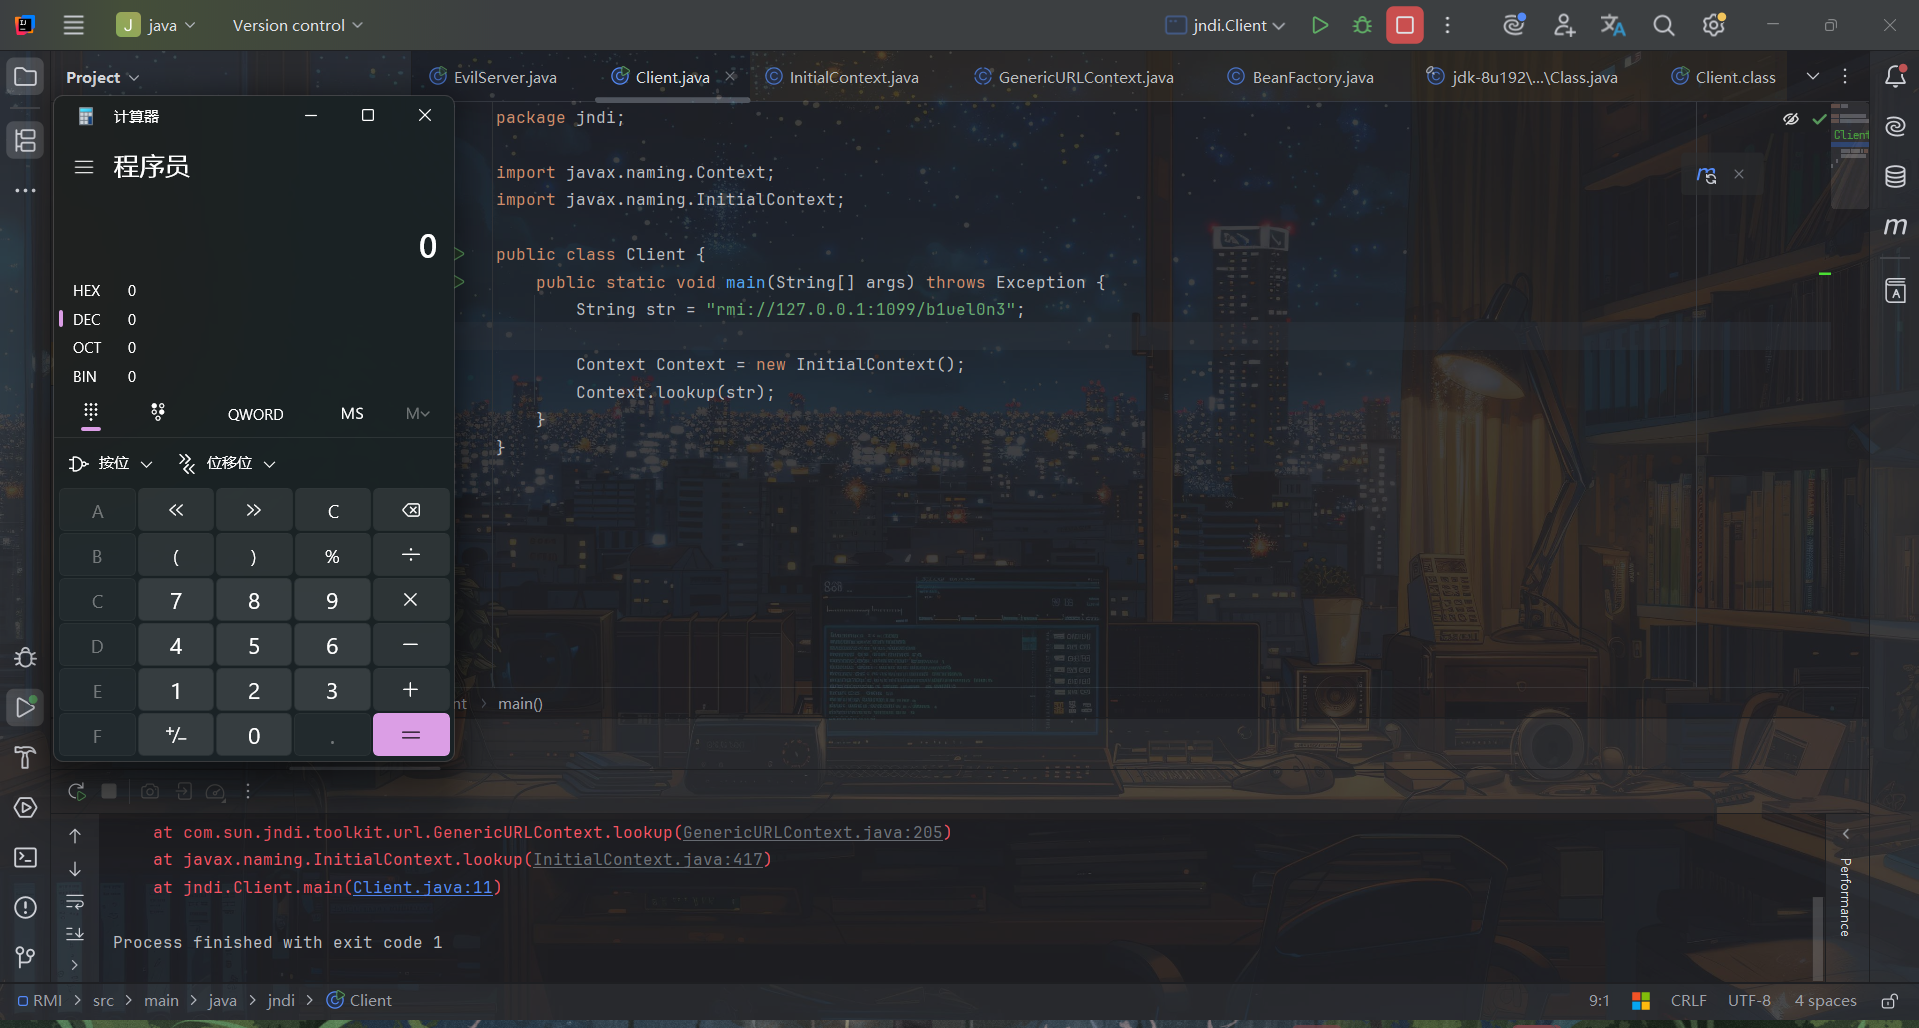 J java
Version control
jndi.Client
Project
EvilServer.java
Client.java
InitialContext.java
GenericURLContext.java
BeanFactory.java
jdk-8u192\...\Class.java
Client.class
计算器
程序员
0
HEX 0
DEC 0
OCT 0
BIN 0
QWORD
MS
M
按位
位移位
A « » C
B ( ) % ÷
C 7 8 9 ×
D 4 5 6 −
E 1 2 3 +
F +/− 0 . =
package jndi;
import javax.naming.Context;
import javax.naming.InitialContext;
public class Client {
public static void main(String[] args) throws Exception {
String str = "rmi://127.0.0.1:1099/b1uel0n3";
Context Context = new InitialContext();
Context.lookup(str);
}
}
Client
m
m
nt > main()
at com.sun.jndi.toolkit.url.GenericURLContext.lookup(GenericURLContext.java:205)
at javax.naming.InitialContext.lookup(InitialContext.java:417)
at jndi.Client.main(Client.java:11)
Process finished with exit code 1
Performance
RMI > src > main > java > jndi > Client
9:1
CRLF
UTF-8
4 spaces